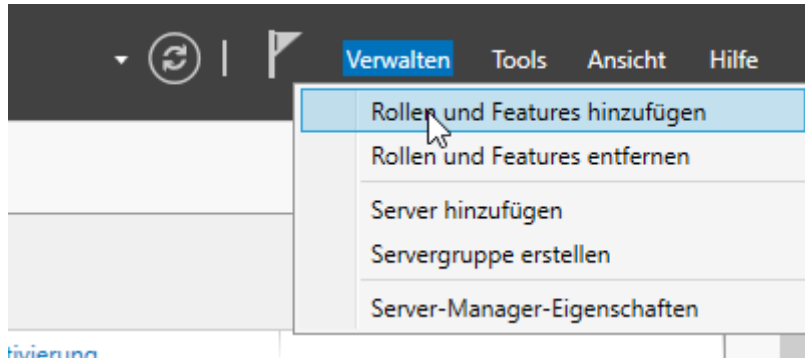 Verwalten Tools Ansicht Hilfe
Rollen und Features hinzufügen
Rollen und Features entfernen
Server hinzufügen
Servergruppe erstellen
Server-Manager-Eigenschaften